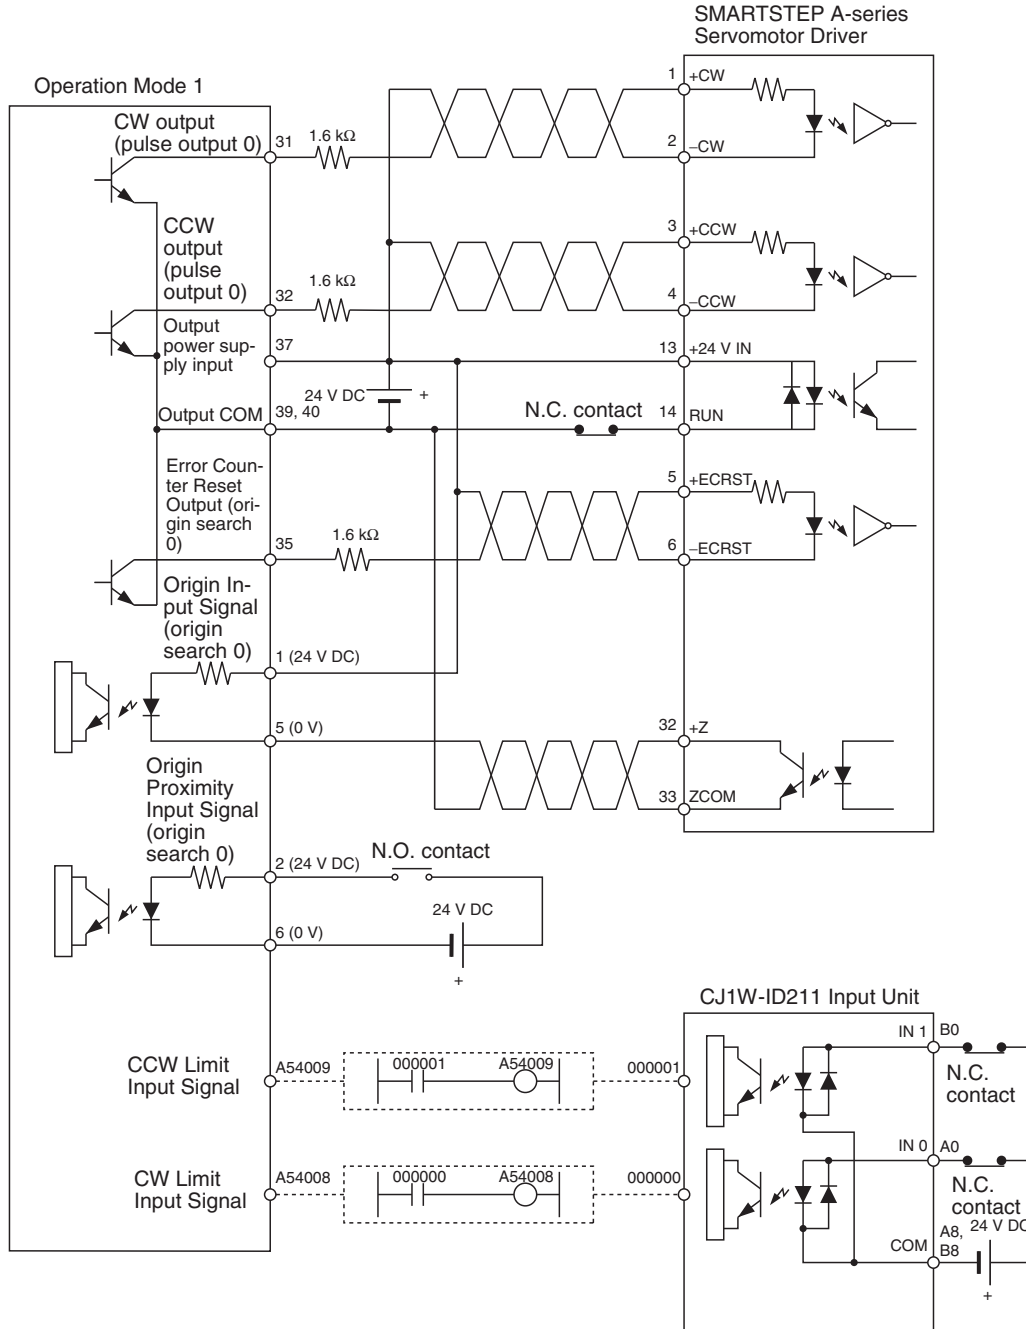 SMARTSTEP A-series
Servomotor Driver
Operation Mode 1
1
+CW
CW output
(pulse output 0)
31
1.6 kΩ
2
–CW
CCW
output
(pulse
output 0)
3
+CCW
32
1.6 kΩ
4
–CCW
Output
power sup-
ply input
37
13
+24 V IN
24 V DC
+
Output COM
39, 40
N.C. contact
14
RUN
Error Coun-
ter Reset
Output (ori-
gin search
0)
5
+ECRST
35
1.6 kΩ
6
–ECRST
Origin In-
put Signal
(origin
search 0)
1 (24 V DC)
5 (0 V)
32
+Z
Origin
Proximity
Input Signal
(origin
search 0)
33
ZCOM
2 (24 V DC)
N.O. contact
24 V DC
6 (0 V)
+
CJ1W-ID211 Input Unit
IN 1
B0
N.C.
contact
CCW Limit
Input Signal
A54009
000001
A54009
000001
IN 0
A0
N.C.
contact
CW Limit
Input Signal
A54008
000000
A54008
000000
COM
A8,
B8
24 V DC
+